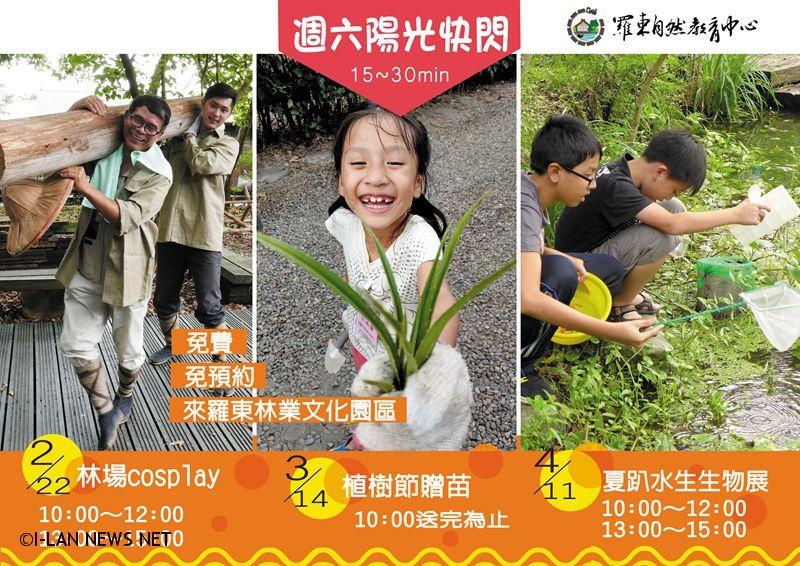 週六陽光快閃
15~30min
羅東自然教育中心
免費
免預約
來羅東林業文化園區
2/22 林場cosplay
10:00～12:00
©I-LAN NEWS NET
3/14 植樹節贈苗
10:00送完為止
4/11 夏趴水生生物展
10:00～12:00
13:00～15:00